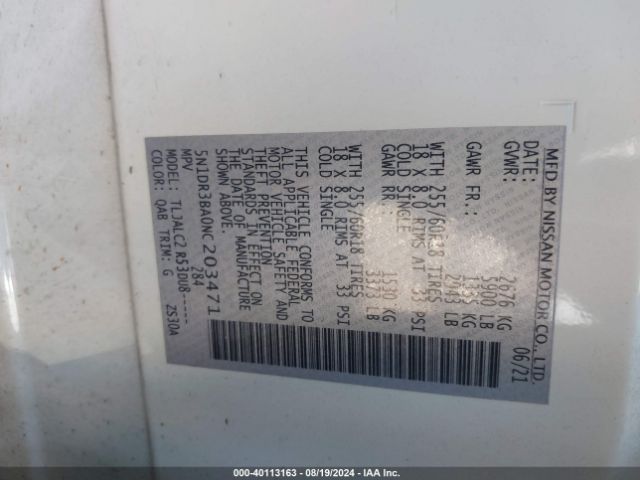 MFD BY NISSAN MOTOR CO., LTD.
DATE: 06/21
GVWR: 2676 KG
5900 LB
GAWR FR.: KG
LB
WITH 255/60R18 TIRES
18 X 8.0 RIMS AT 33 PSI
COLD SINGLE
GAWR RR.: 1530 KG
3373 LB
WITH 255/60R18 TIRES
18 X 8.0 RIMS AT 33 PSI
COLD SINGLE
THIS VEHICLE CONFORMS TO
ALL APPLICABLE FEDERAL
MOTOR VEHICLE SAFETY AND
THEFT PREVENTION
STANDARDS IN EFFECT ON
THE DATE OF MANUFACTURE
SHOWN ABOVE.
5N1DR3BA0NC203471
MPV 284
MODEL: TLJALC2 R53DU8-----
COLOR: QAB TRIM: G ZS30A
000-40113163 - 08/19/2024 - IAA Inc.